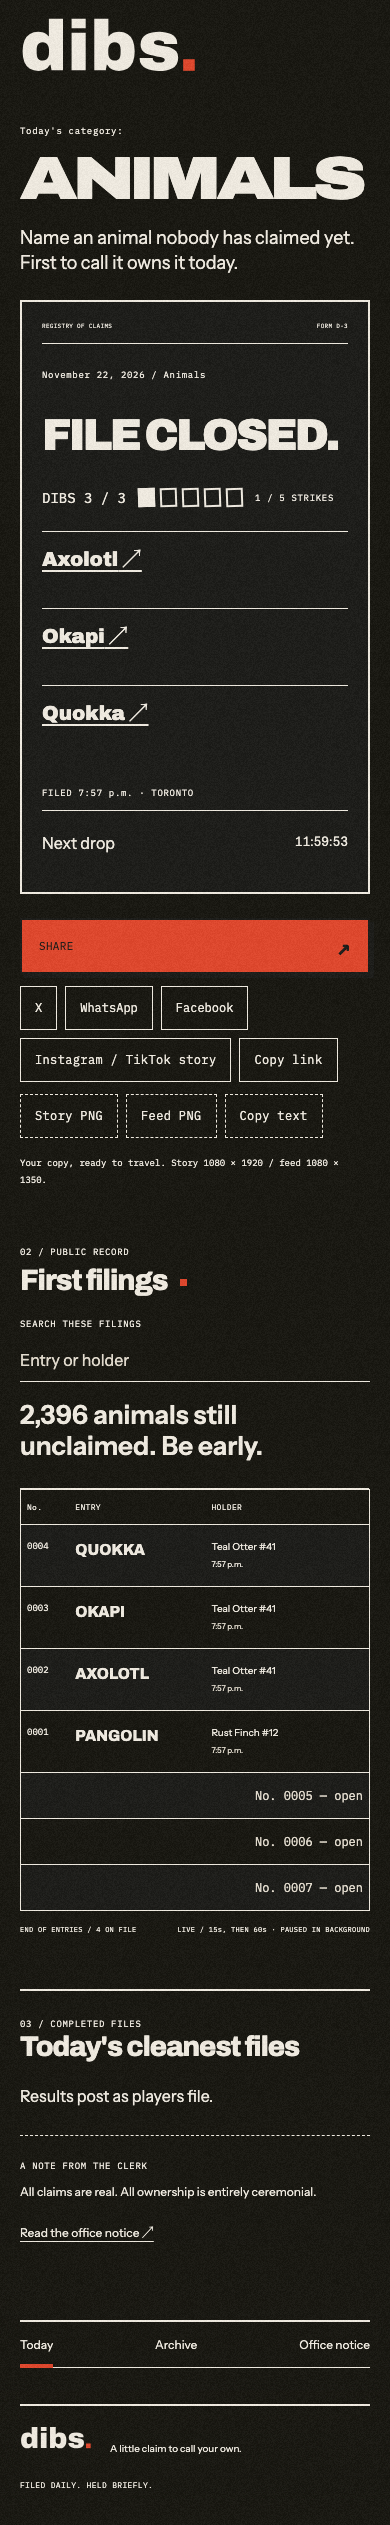 dibs.
Today's category:
ANIMALS
Name an animal nobody has claimed yet.
First to call it owns it today.
REGISTRY OF CLAIMS
FORM D-3
November 22, 2026 / Animals
FILE CLOSED.
DIBS 3 / 3
1 / 5 STRIKES
Axolotl ↗
Okapi ↗
Quokka ↗
FILED 7:57 p.m. · TORONTO
Next drop
11:59:53
SHARE ↗
X
WhatsApp
Facebook
Instagram / TikTok story
Copy link
Story PNG
Feed PNG
Copy text
Your copy, ready to travel. Story 1080 × 1920 / feed 1080 ×
1350.
02 / PUBLIC RECORD
First filings
SEARCH THESE FILINGS
Entry or holder
2,396 animals still
unclaimed. Be early.
No. ENTRY HOLDER
0004 QUOKKA Teal Otter #41
7:57 p.m.
0003 OKAPI Teal Otter #41
7:57 p.m.
0002 AXOLOTL Teal Otter #41
7:57 p.m.
0001 PANGOLIN Rust Finch #12
7:57 p.m.
No. 0005 — open
No. 0006 — open
No. 0007 — open
END OF ENTRIES / 4 ON FILE
LIVE / 15s, THEN 60s · PAUSED IN BACKGROUND
03 / COMPLETED FILES
Today's cleanest files
Results post as players file.
A NOTE FROM THE CLERK
All claims are real. All ownership is entirely ceremonial.
Read the office notice ↗
Today
Archive
Office notice
dibs.
A little claim to call your own.
FILED DAILY. HELD BRIEFLY.